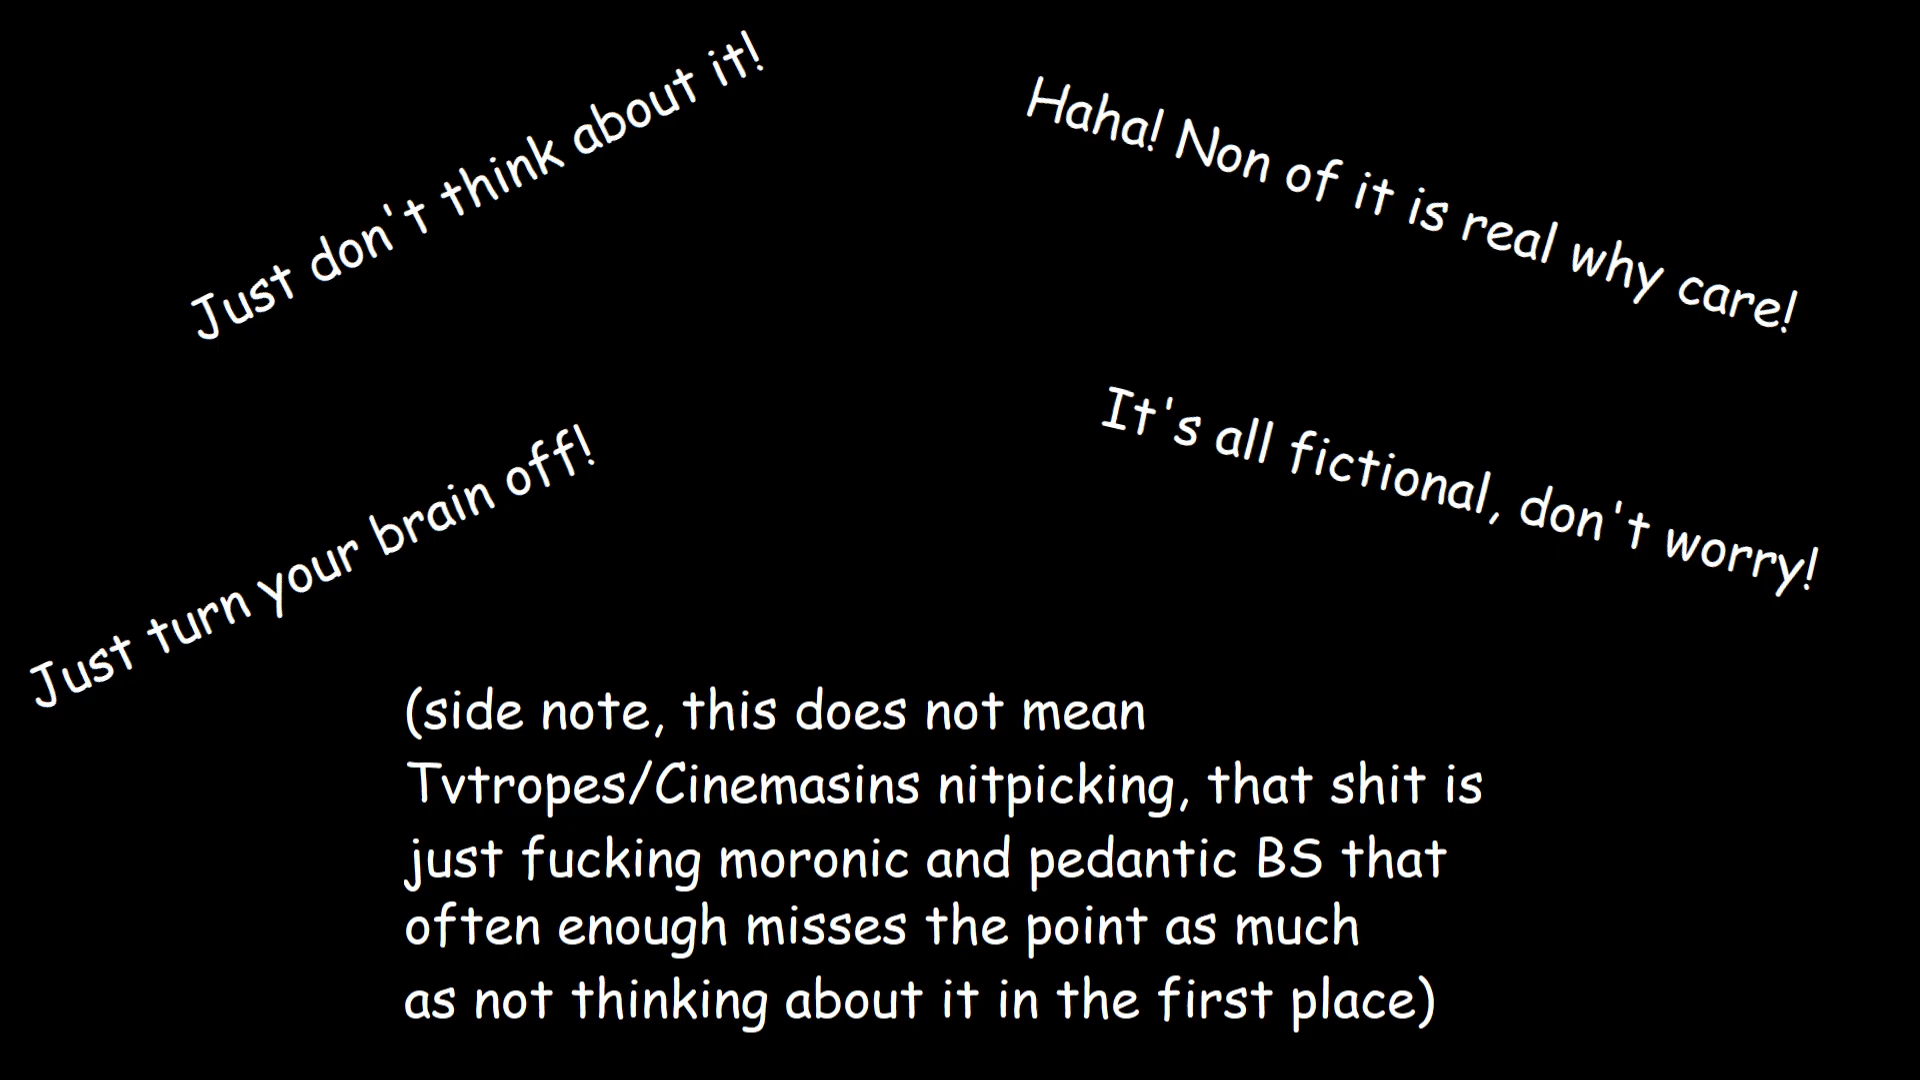 Just don't think about it!
Haha! Non of it is real why care!
Just turn your brain off!
It's all fictional, don't worry!
(side note, this does not mean
Tvtropes/Cinemasins nitpicking, that shit is
just fucking moronic and pedantic BS that
often enough misses the point as much
as not thinking about it in the first place)